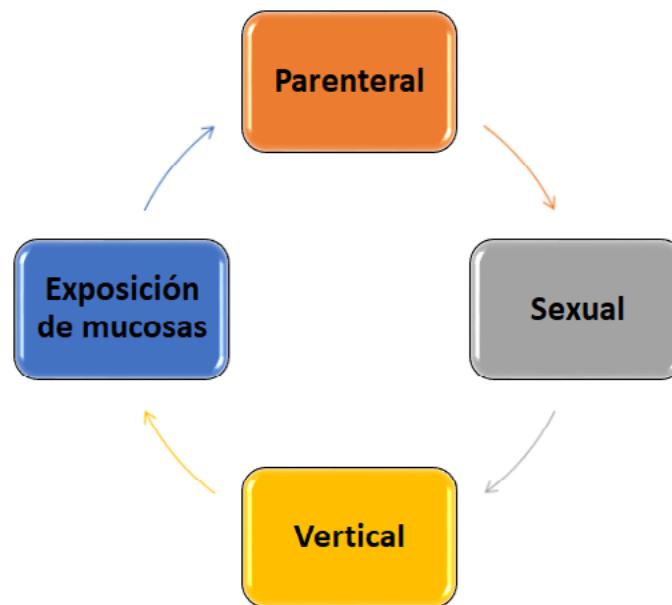 Parenteral
Sexual
Vertical
Exposición
de mucosas